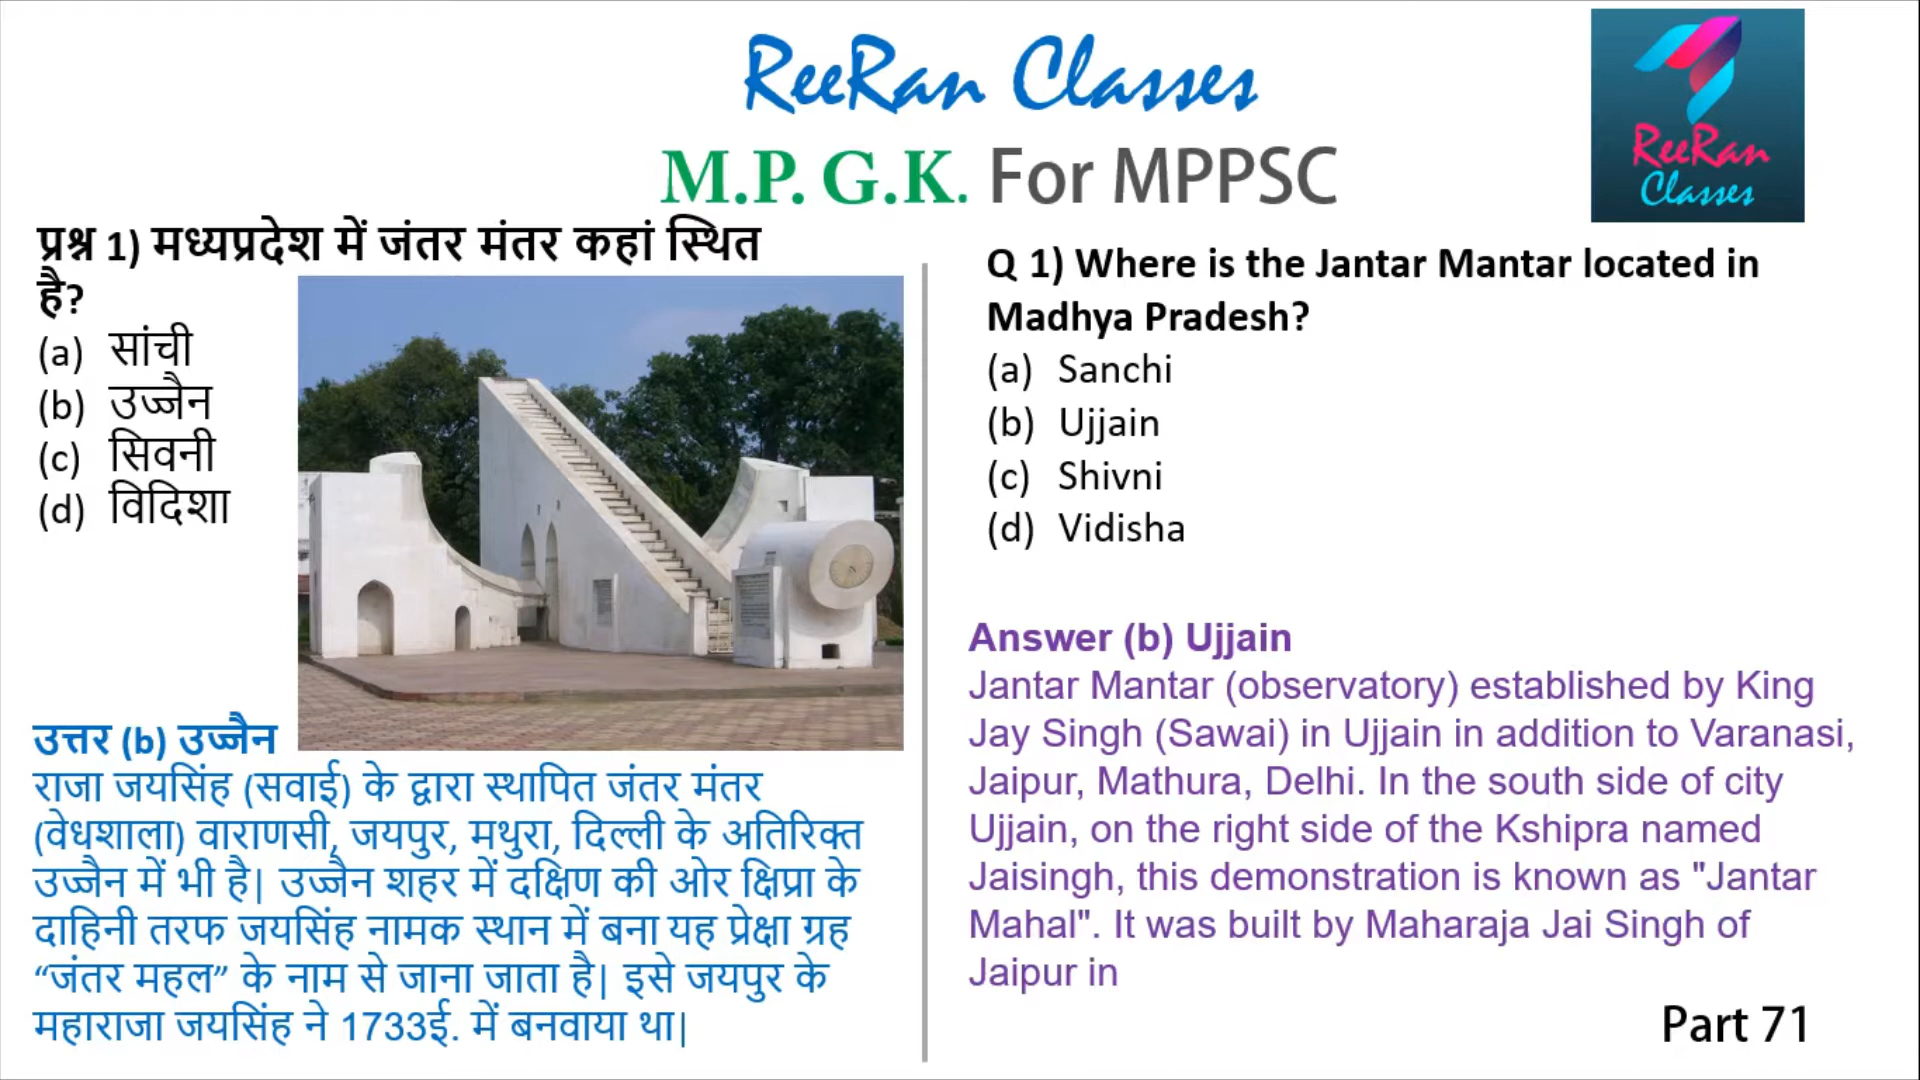 ReeRan Classes
M.P. G.K. For MPPSC
ReeRan
Classes
प्रश्न 1) मध्यप्रदेश में जंतर मंतर कहां स्थित
है?
(a) सांची
(b) उज्जैन
(c) सिवनी
(d) विदिशा
उत्तर (b) उज्जैन
राजा जयसिंह (सवाई) के द्वारा स्थापित जंतर मंतर
(वेधशाला) वाराणसी, जयपुर, मथुरा, दिल्ली के अतिरिक्त
उज्जैन में भी है| उज्जैन शहर में दक्षिण की ओर क्षिप्रा के
दाहिनी तरफ जयसिंह नामक स्थान में बना यह प्रेक्षा ग्रह
“जंतर महल” के नाम से जाना जाता है| इसे जयपुर के
महाराजा जयसिंह ने 1733ई. में बनवाया था|
Q 1) Where is the Jantar Mantar located in
Madhya Pradesh?
(a) Sanchi
(b) Ujjain
(c) Shivni
(d) Vidisha
Answer (b) Ujjain
Jantar Mantar (observatory) established by King
Jay Singh (Sawai) in Ujjain in addition to Varanasi,
Jaipur, Mathura, Delhi. In the south side of city
Ujjain, on the right side of the Kshipra named
Jaisingh, this demonstration is known as "Jantar
Mahal". It was built by Maharaja Jai Singh of
Jaipur in
Part 71